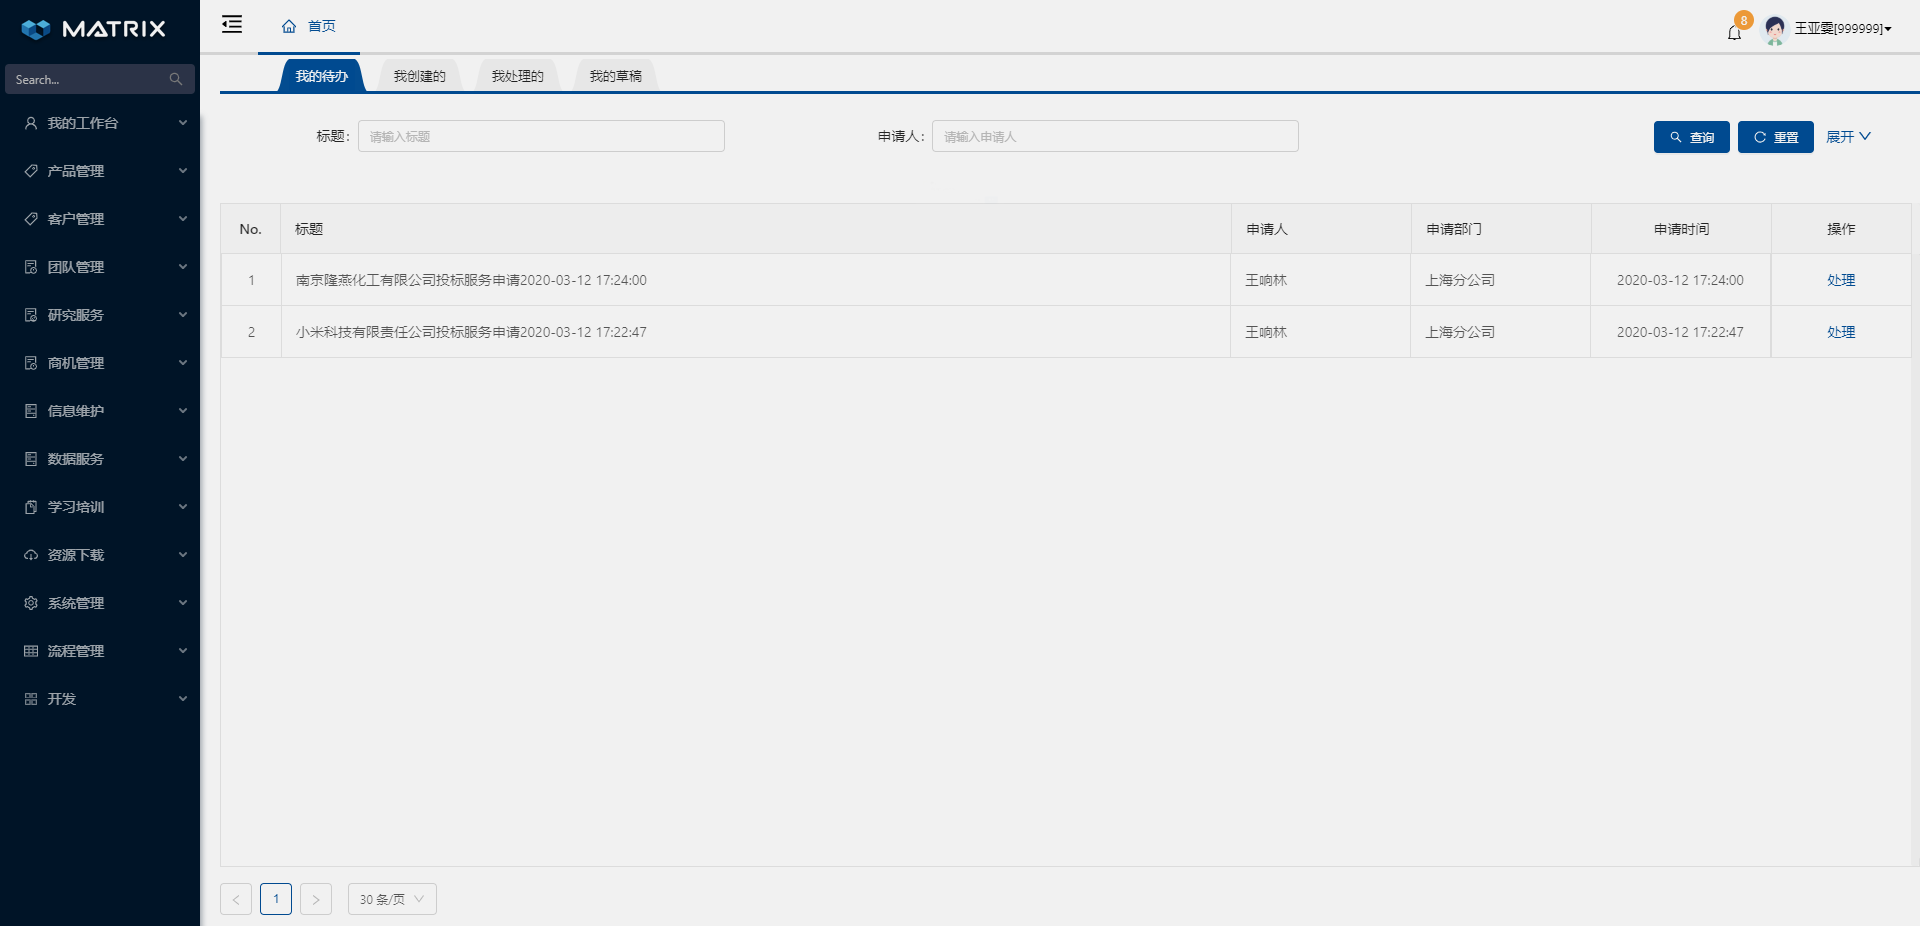 MATRIX
Search...
我的工作台
产品管理
客户管理
团队管理
研究服务
商机管理
信息维护
数据服务
学习培训
资源下载
系统管理
流程管理
开发
首页
8
王亚雯[999999]
我的待办 我创建的 我处理的 我的草稿
标题: 请输入标题 申请人: 请输入申请人 查询 重置 展开
No. 标题 申请人 申请部门 申请时间 操作
1 南京隆燕化工有限公司投标服务申请2020-03-12 17:24:00 王响林 上海分公司 2020-03-12 17:24:00 处理
2 小米科技有限责任公司投标服务申请2020-03-12 17:22:47 王响林 上海分公司 2020-03-12 17:22:47 处理
< 1 > 30 条/页